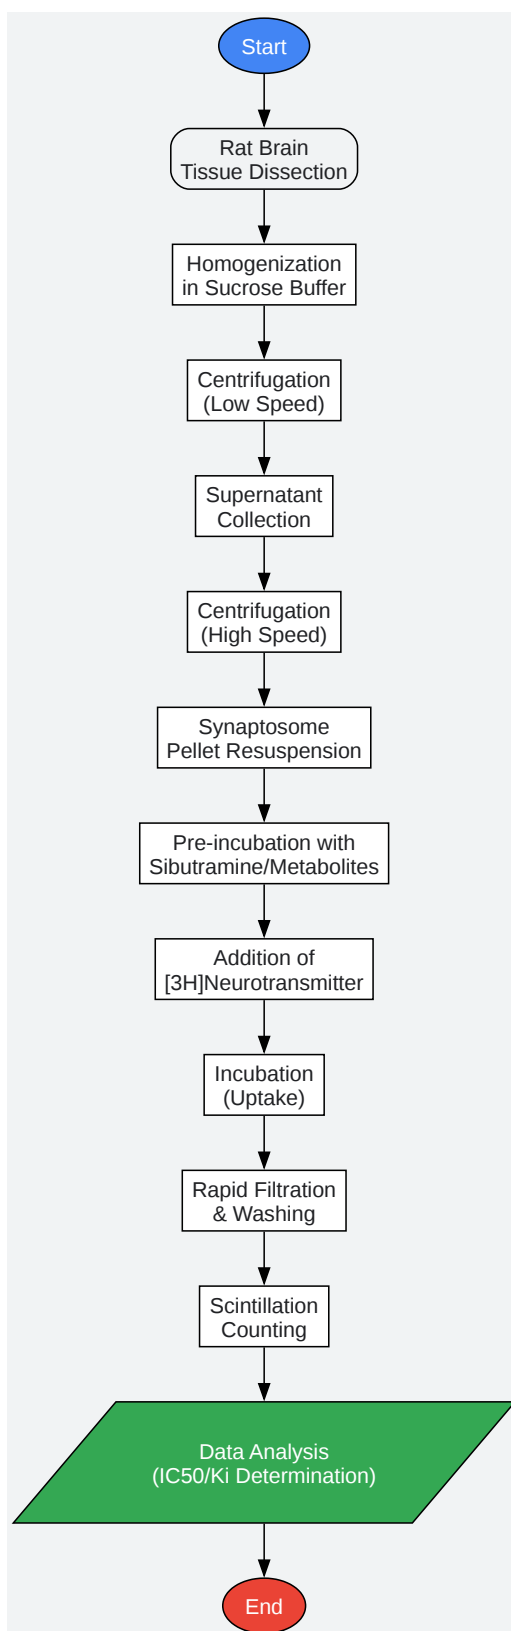 Start
Rat Brain
Tissue Dissection
Homogenization
in Sucrose Buffer
Centrifugation
(Low Speed)
Supernatant
Collection
Centrifugation
(High Speed)
Synaptosome
Pellet Resuspension
Pre-incubation with
Sibutramine/Metabolites
Addition of
[3H]Neurotransmitter
Incubation
(Uptake)
Rapid Filtration
& Washing
Scintillation
Counting
Data Analysis
(IC50/Ki Determination)
End